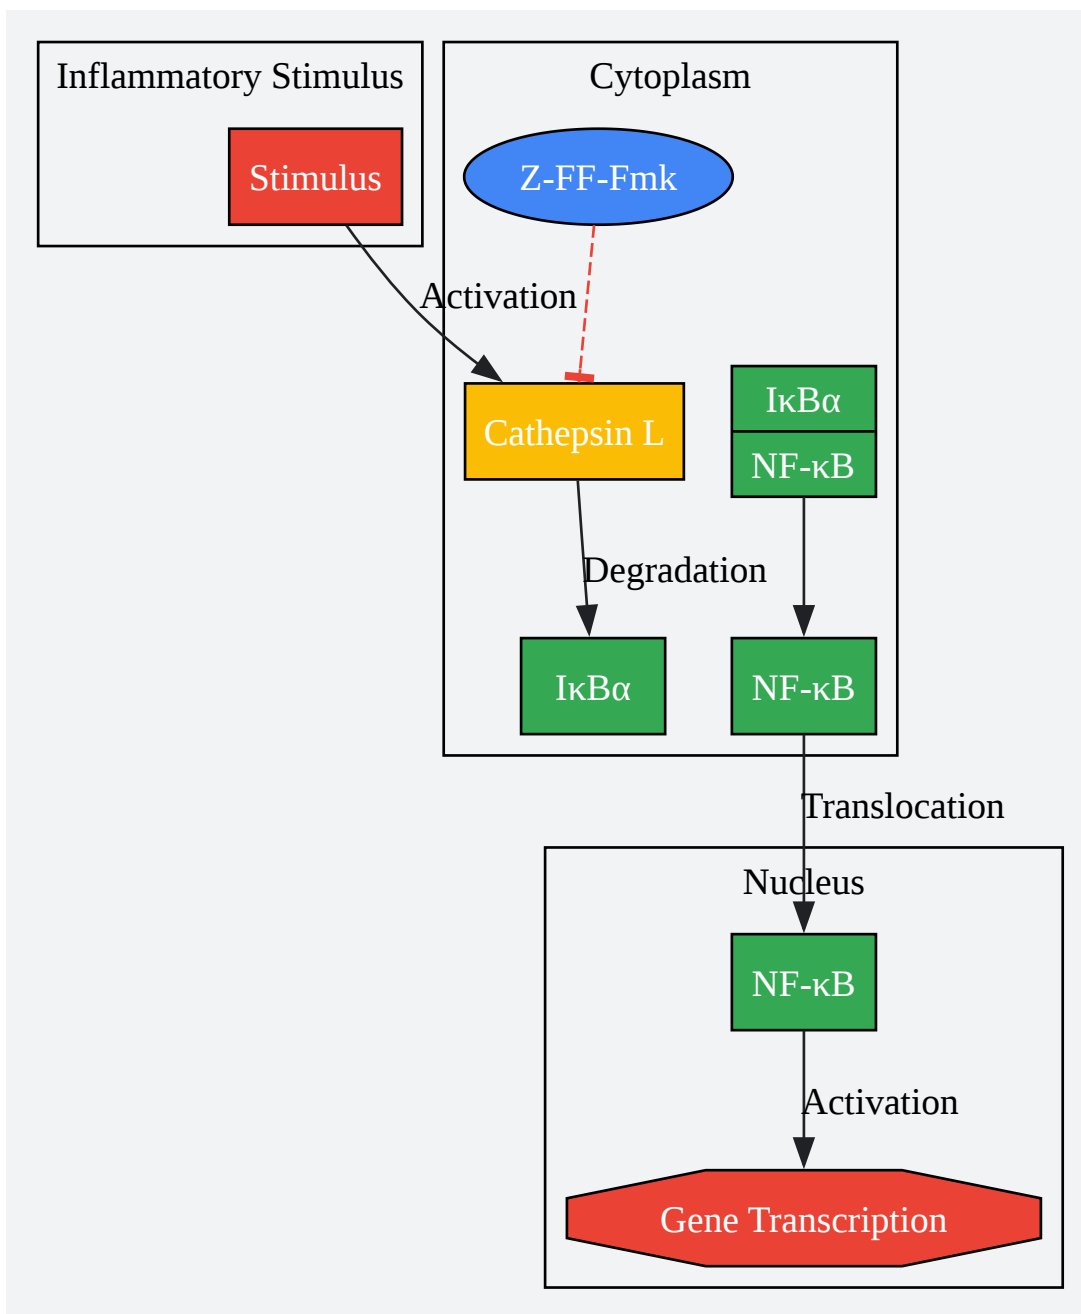 Inflammatory Stimulus
Stimulus
Cytoplasm
Z-FF-Fmk
Activation
Cathepsin L
IκBα
NF-κB
Degradation
IκBα
NF-κB
Translocation
Nucleus
NF-κB
Activation
Gene Transcription